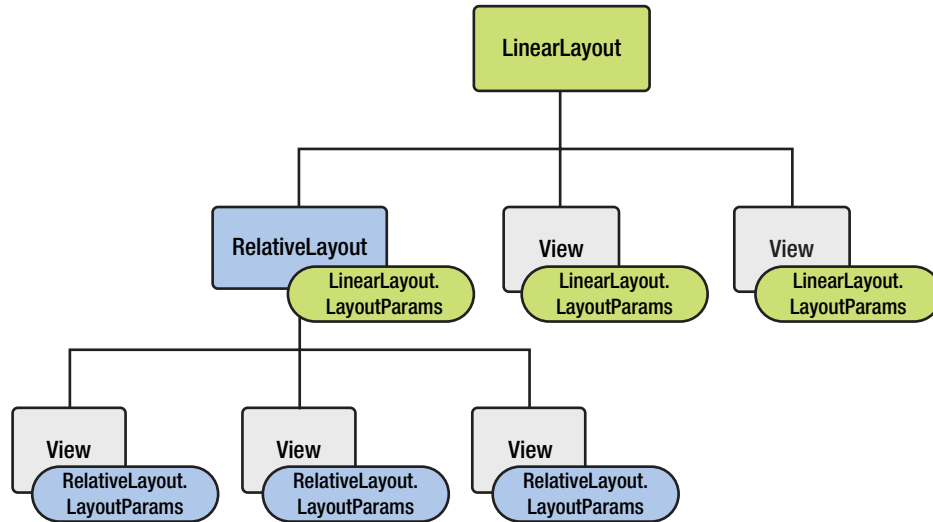 LinearLayout
RelativeLayout
LinearLayout.
LayoutParams
View
LinearLayout.
LayoutParams
View
LinearLayout.
LayoutParams
View
RelativeLayout.
LayoutParams
View
RelativeLayout.
LayoutParams
View
RelativeLayout.
LayoutParams